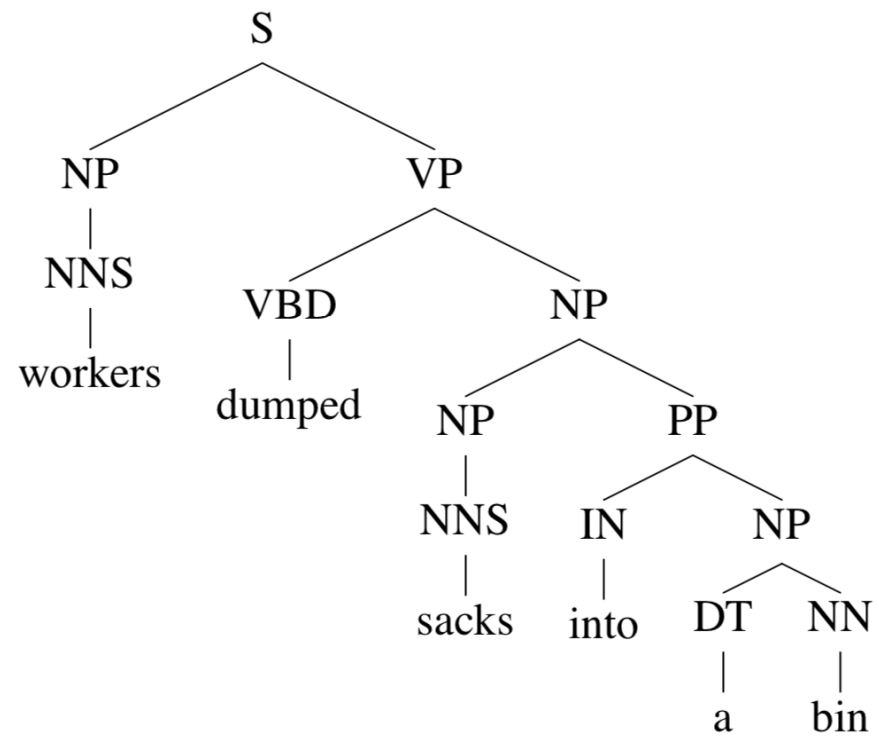 S
NP VP
NNS VBD NP
workers dumped NP PP
NNS IN NP
sacks into DT NN
a bin